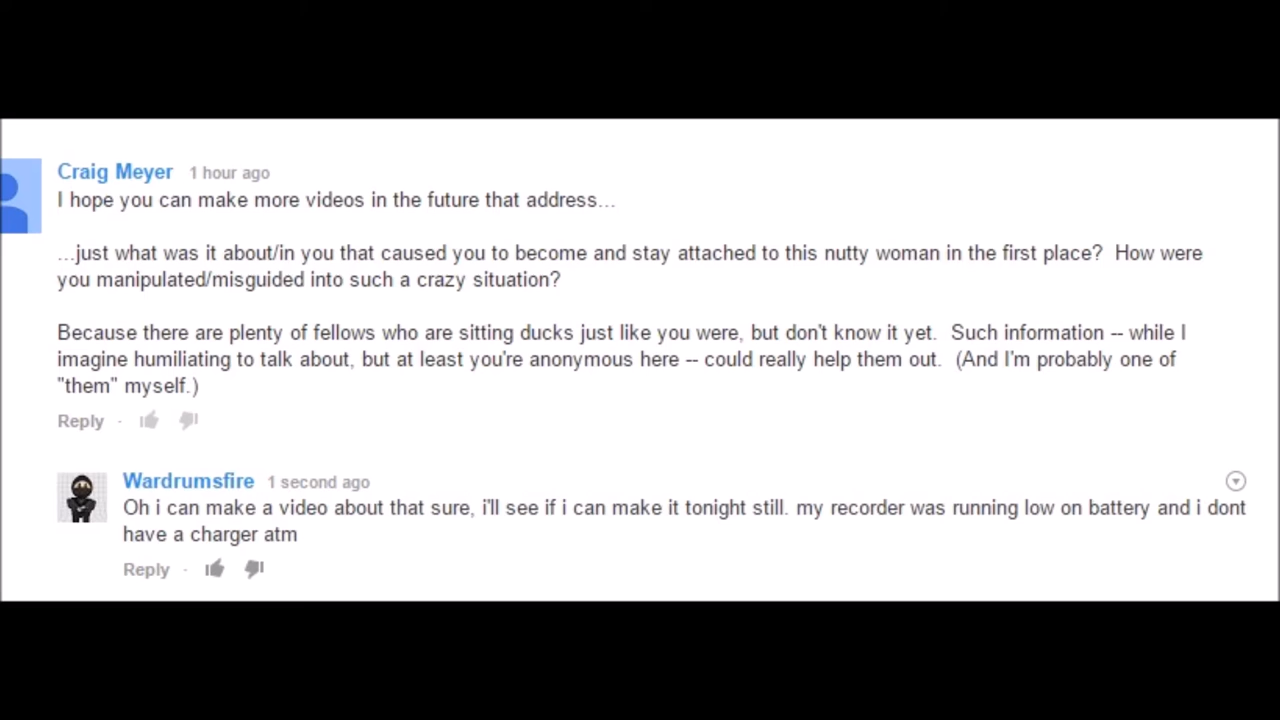 Craig Meyer 1 hour ago
I hope you can make more videos in the future that address...
...just what was it about/in you that caused you to become and stay attached to this nutty woman in the first place?  How were
you manipulated/misguided into such a crazy situation?
Because there are plenty of fellows who are sitting ducks just like you were, but don't know it yet.  Such information -- while I
imagine humiliating to talk about, but at least you're anonymous here -- could really help them out.  (And I'm probably one of
"them" myself.)
Reply ·
Wardrumsfire 1 second ago
Oh i can make a video about that sure, i'll see if i can make it tonight still. my recorder was running low on battery and i dont
have a charger atm
Reply ·